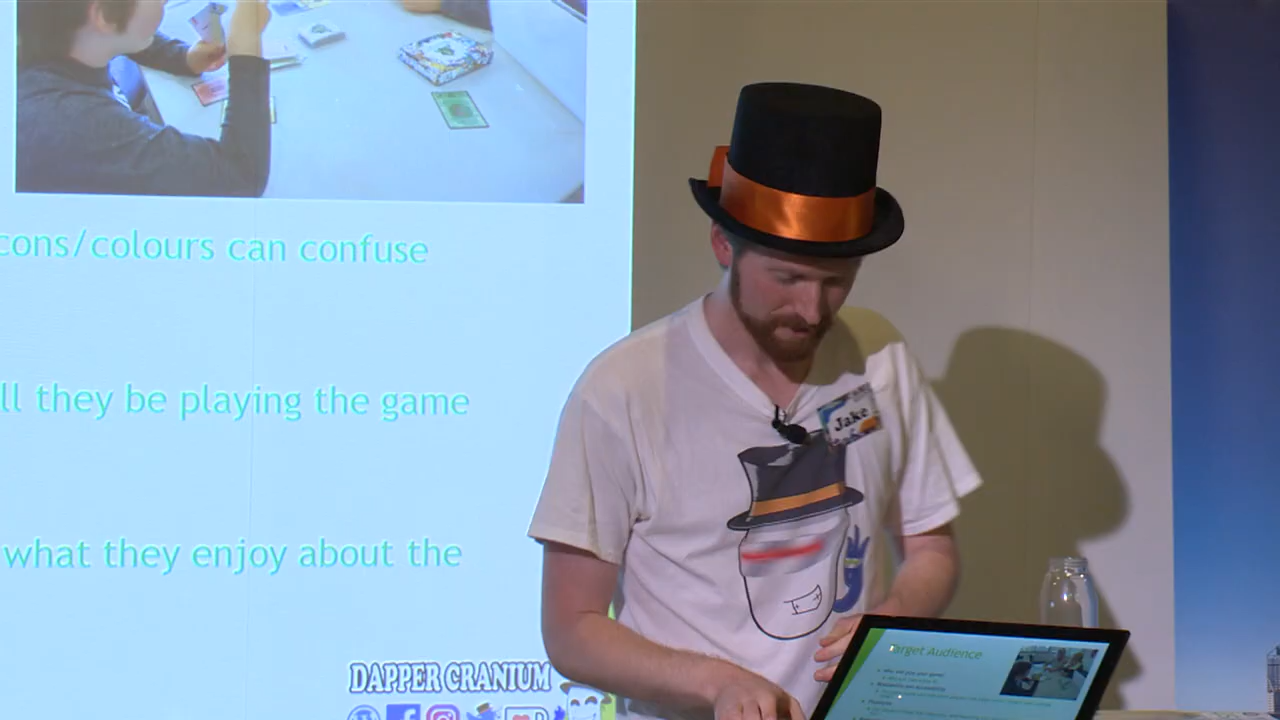 cons/colours can confuse
ll they be playing the game
what they enjoy about the
DAPPER CRANIUM
Jake
Target Audience